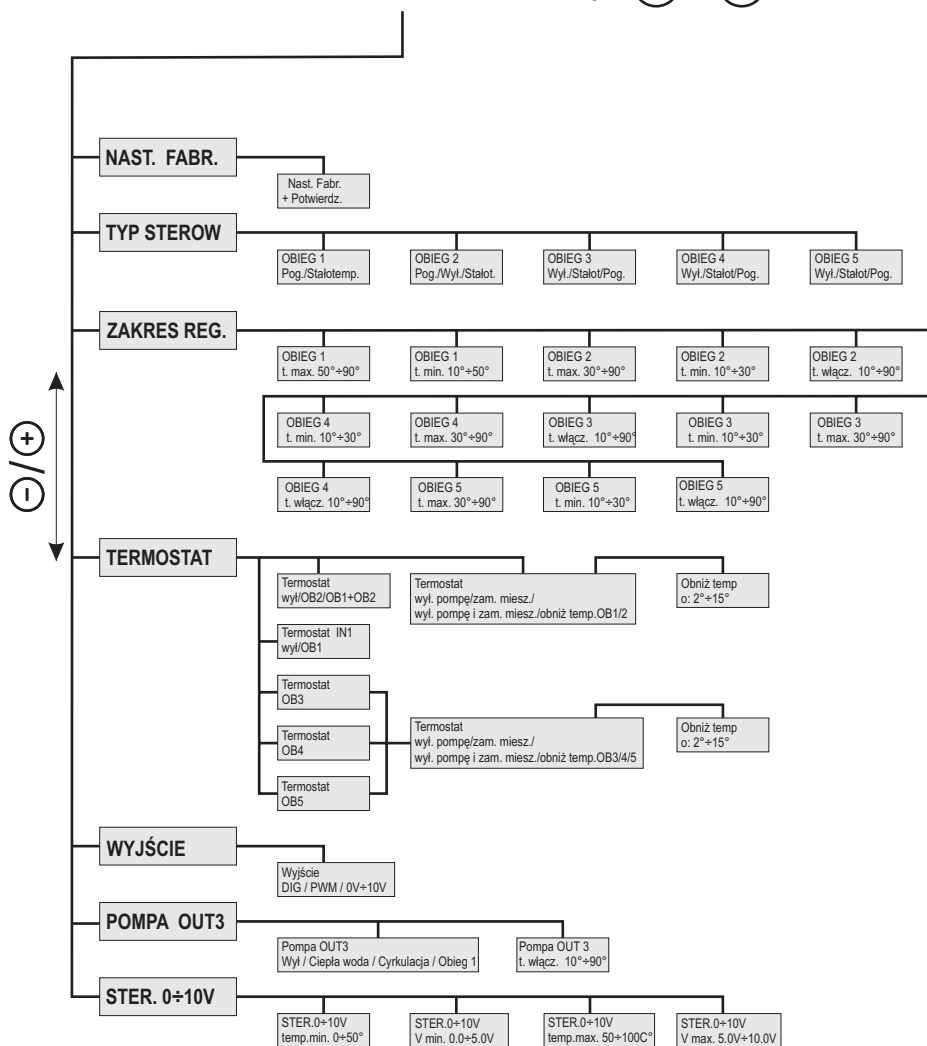 NAST. FABR.
Nast. Fabr.
+ Potwierdz.
TYP STEROW
OBIEG 1
Pog./Stałotemp.
OBIEG 2
Pog./Wył./Stałot.
OBIEG 3
Wył./Stałot/Pog.
OBIEG 4
Wył./Stałot/Pog.
OBIEG 5
Wył./Stałot/Pog.
ZAKRES REG.
OBIEG 1
t. max. 50°÷90°
OBIEG 1
t. min. 10°÷50°
OBIEG 2
t. max. 30°÷90°
OBIEG 2
t. min. 10°÷30°
OBIEG 2
t. włącz. 10°÷90°
OBIEG 4
t. min. 10°÷30°
OBIEG 4
t. max. 30°÷90°
OBIEG 3
t. włącz. 10°÷90°
OBIEG 3
t. min. 10°÷30°
OBIEG 3
t. max. 30°÷90°
OBIEG 4
t. włącz. 10°÷90°
OBIEG 5
t. max. 30°÷90°
OBIEG 5
t. min. 10°÷30°
OBIEG 5
t. włącz. 10°÷90°
−/+
TERMOSTAT
Termostat
wył/OB2/OB1+OB2
Termostat
wył. pompę/zam. miesz./
wył. pompę i zam. miesz./obniż temp.OB1/2
Obniż temp
o: 2°÷15°
Termostat IN1
wył/OB1
Termostat
OB3
Termostat
OB4
Termostat
OB5
Termostat
wył. pompę/zam. miesz./
wył. pompę i zam. miesz./obniż temp.OB3/4/5
Obniż temp
o: 2°÷15°
WYJŚCIE
Wyjście
DIG / PWM / 0V÷10V
POMPA OUT3
Pompa OUT3
Wył / Ciepła woda / Cyrkulacja / Obieg 1
Pompa OUT 3
t. włącz. 10°÷90°
STER. 0÷10V
STER.0÷10V
temp.min. 0÷50°
STER.0÷10V
V min. 0.0÷5.0V
STER.0÷10V
temp.max. 50÷100C°
STER.0÷10V
V max. 5.0V÷10.0V